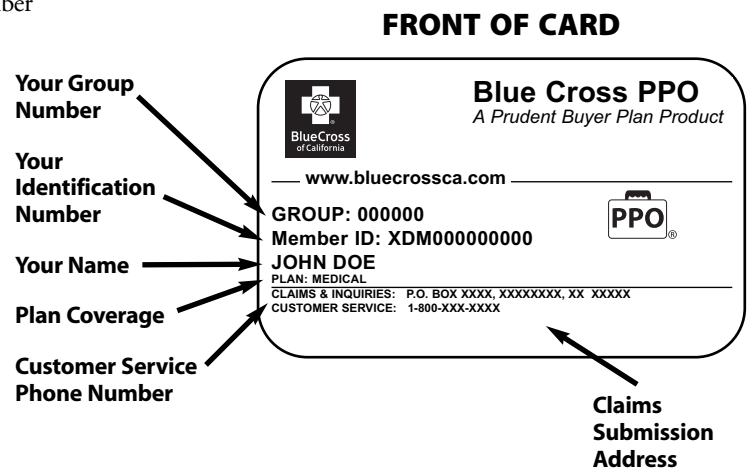 ber
FRONT OF CARD
Your Group
Number
Your
Identification
Number
Your Name
Plan Coverage
Customer Service
Phone Number
BlueCross
of California
®
Blue Cross PPO
A Prudent Buyer Plan Product
www.bluecrossca.com
GROUP: 000000
Member ID: XDM000000000
JOHN DOE
PLAN: MEDICAL
CLAIMS & INQUIRIES: P.O. BOX XXXX, XXXXXXXX, XX XXXXX
CUSTOMER SERVICE: 1-800-XXX-XXXX
PPO®
Claims
Submission
Address